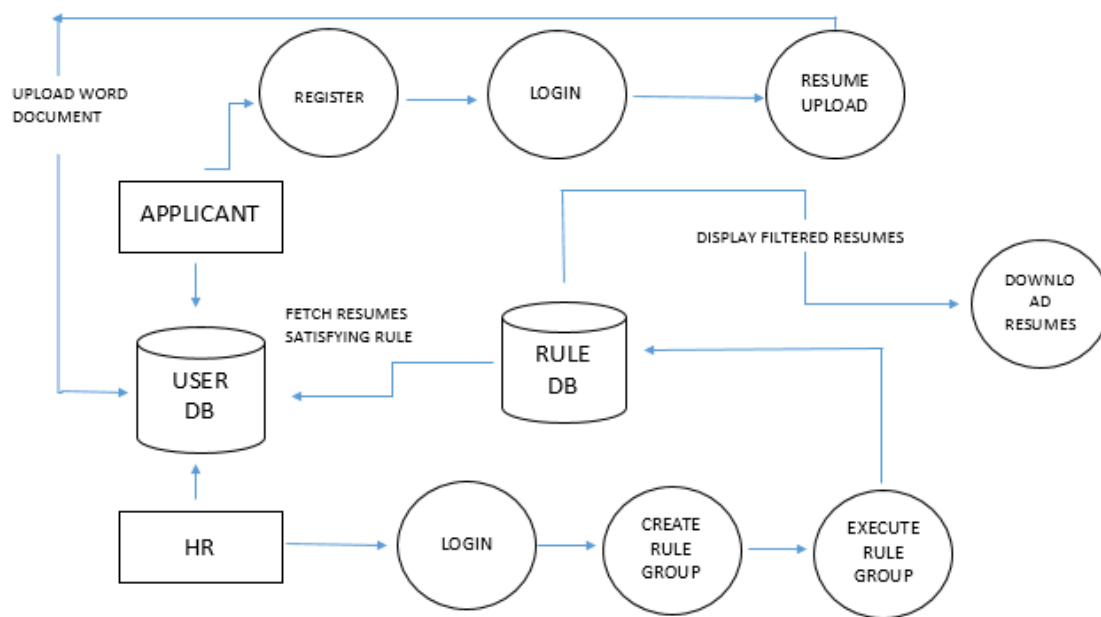 UPLOAD WORD
DOCUMENT
REGISTER
LOGIN
RESUME
UPLOAD
APPLICANT
DISPLAY FILTERED RESUMES
DOWNLO
AD
RESUMES
FETCH RESUMES
SATISFYING RULE
USER
DB
RULE
DB
HR
LOGIN
CREATE
RULE
GROUP
EXECUTE
RULE
GROUP